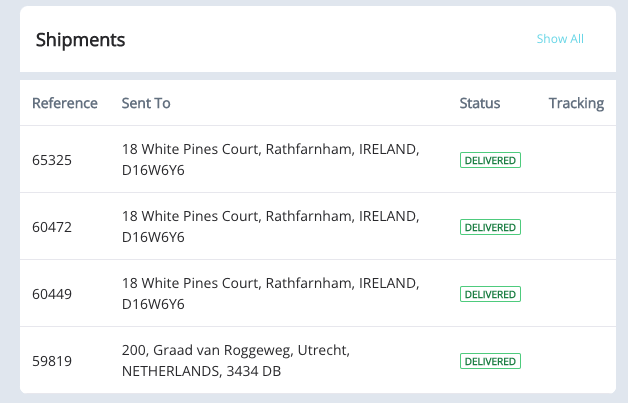 Shipments
Show All
Reference Sent To Status Tracking
65325 18 White Pines Court, Rathfarnham, IRELAND, DELIVERED
D16W6Y6
60472 18 White Pines Court, Rathfarnham, IRELAND, DELIVERED
D16W6Y6
60449 18 White Pines Court, Rathfarnham, IRELAND, DELIVERED
D16W6Y6
59819 200, Graad van Roggeweg, Utrecht, DELIVERED
NETHERLANDS, 3434 DB